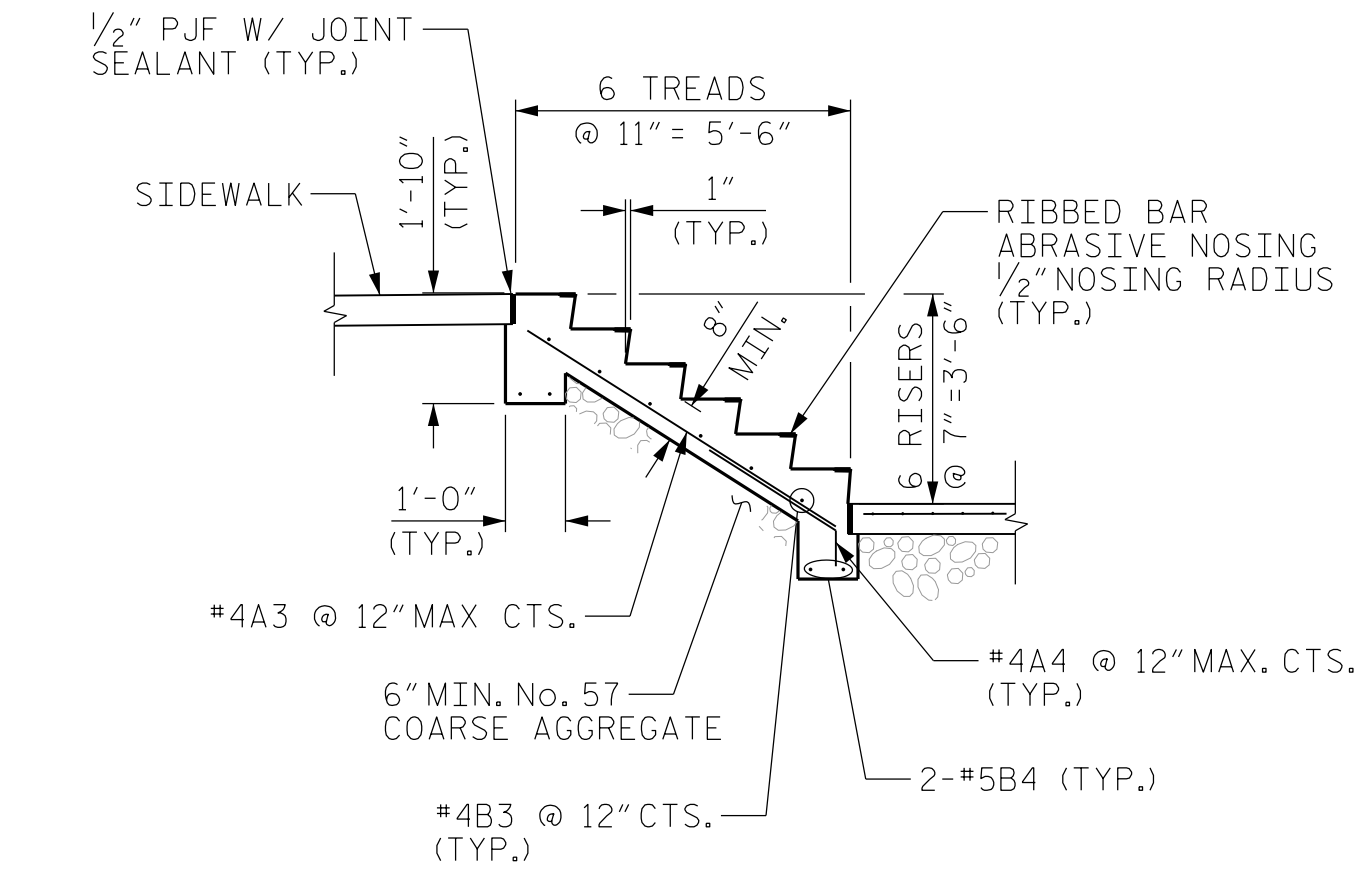 ½" PJF W/ JOINT
SEALANT (TYP.)
6 TREADS
@ 11" = 5'-6"
1'-10"
(TYP.)
1"
(TYP.)
SIDEWALK
RIBBED BAR
ABRASIVE NOSING
½" NOSING RADIUS
(TYP.)
8"
MIN.
6 RISERS
@ 7"=3'-6"
1'-0"
(TYP.)
#4A3 @ 12" MAX CTS.
#4A4 @ 12" MAX. CTS.
(TYP.)
6" MIN. No. 57
COARSE AGGREGATE
2-#5B4 (TYP.)
#4B3 @ 12" CTS.
(TYP.)